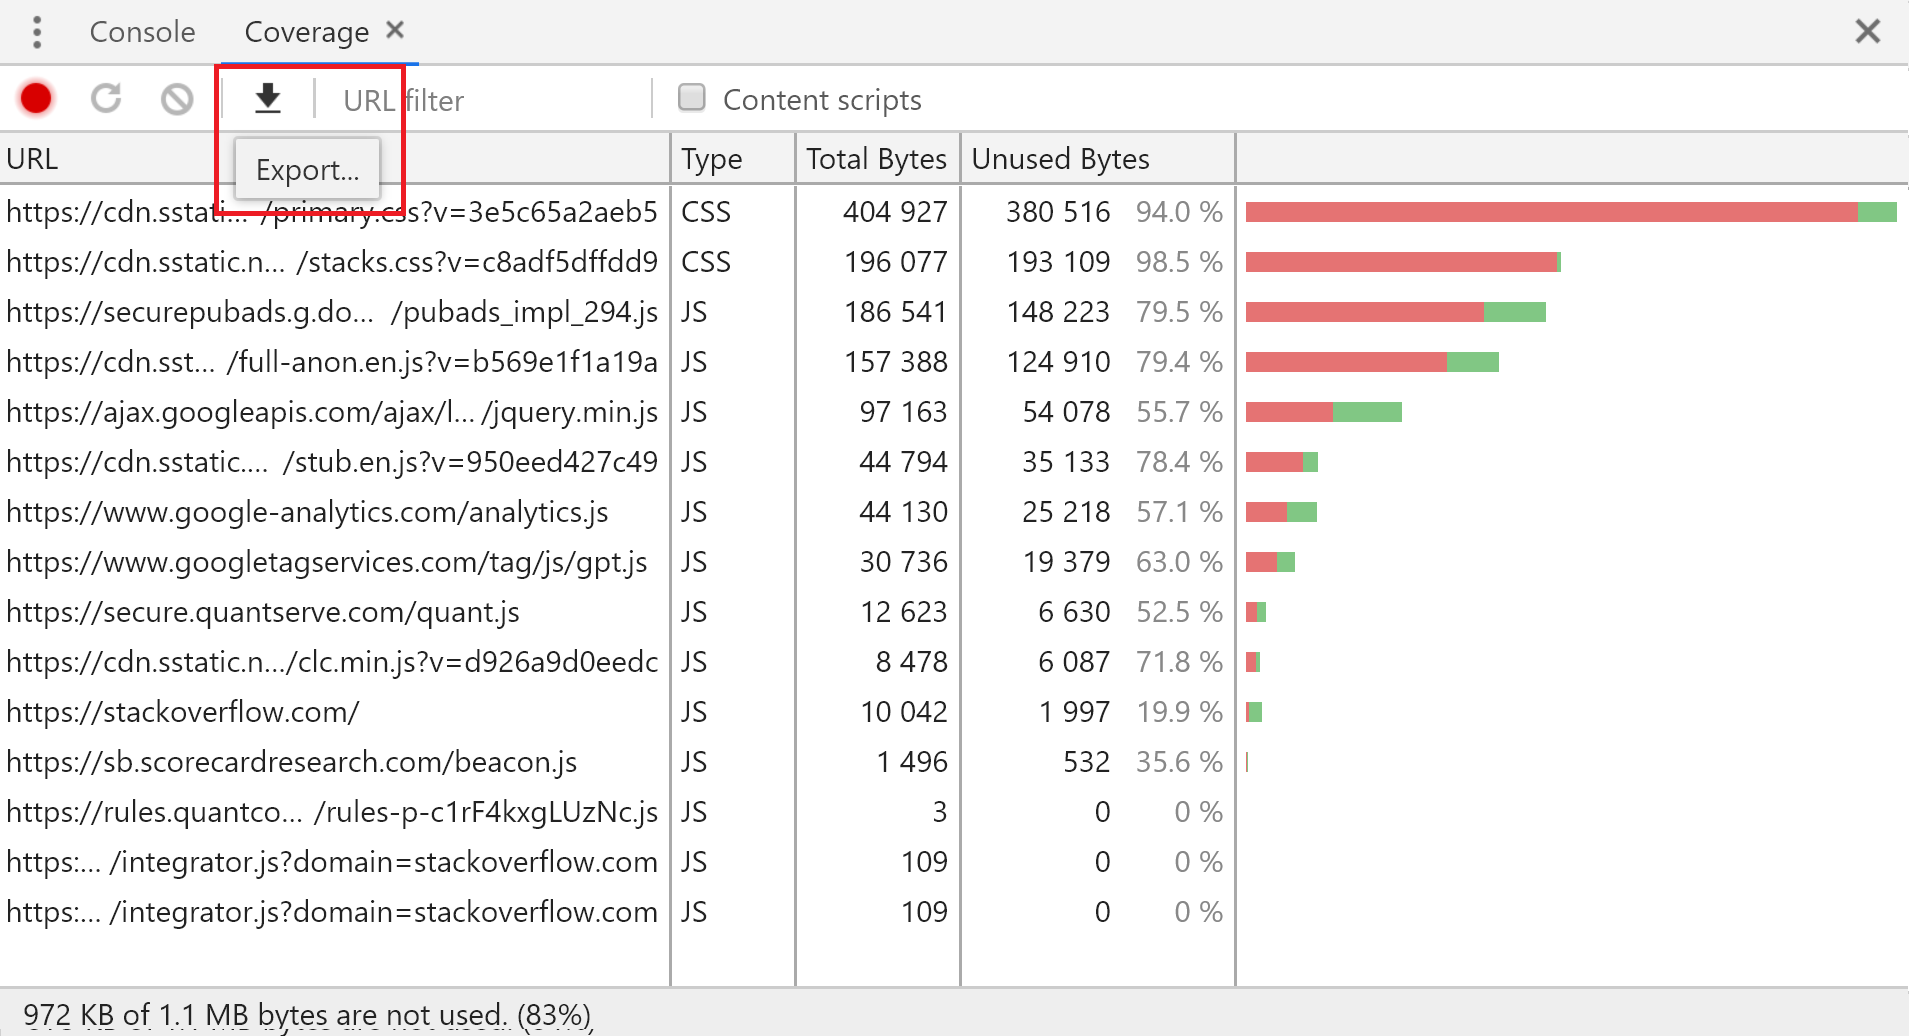 Console Coverage ×
URL filter Content scripts
Export...
URL Type Total Bytes Unused Bytes
https://cdn.sstati... /primary.css?v=3e5c65a2aeb5 CSS 404 927 380 516 94.0 %
https://cdn.sstatic.n... /stacks.css?v=c8adf5dffdd9 CSS 196 077 193 109 98.5 %
https://securepubads.g.do... /pubads_impl_294.js JS 186 541 148 223 79.5 %
https://cdn.sst... /full-anon.en.js?v=b569e1f1a19a JS 157 388 124 910 79.4 %
https://ajax.googleapis.com/ajax/l... /jquery.min.js JS 97 163 54 078 55.7 %
https://cdn.sstatic.... /stub.en.js?v=950eed427c49 JS 44 794 35 133 78.4 %
https://www.google-analytics.com/analytics.js JS 44 130 25 218 57.1 %
https://www.googletagservices.com/tag/js/gpt.js JS 30 736 19 379 63.0 %
https://secure.quantserve.com/quant.js JS 12 623 6 630 52.5 %
https://cdn.sstatic.n.../clc.min.js?v=d926a9d0eedc JS 8 478 6 087 71.8 %
https://stackoverflow.com/ JS 10 042 1 997 19.9 %
https://sb.scorecardresearch.com/beacon.js JS 1 496 532 35.6 %
https://rules.quantco... /rules-p-c1rF4kxgLUzNc.js JS 3 0 0 %
https:... /integrator.js?domain=stackoverflow.com JS 109 0 0 %
https:... /integrator.js?domain=stackoverflow.com JS 109 0 0 %
972 KB of 1.1 MB bytes are not used. (83%)